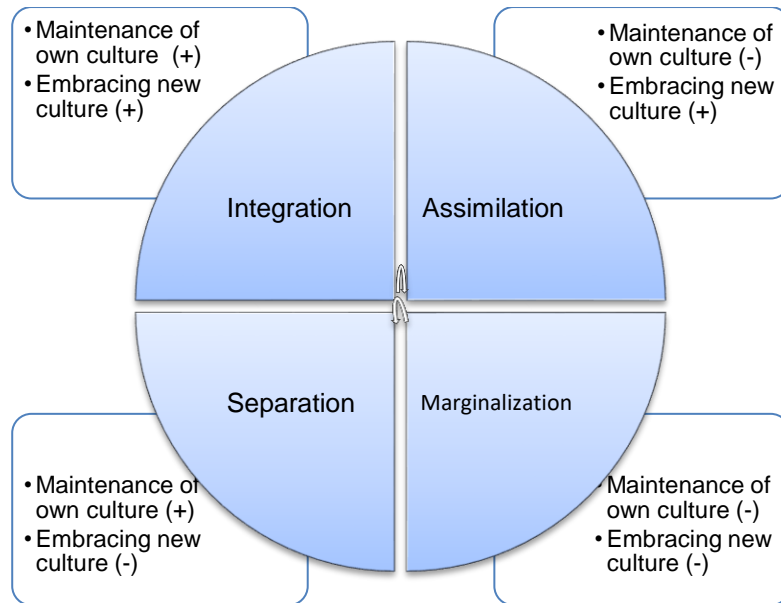 • Maintenance of
own culture (+)
• Embracing new
culture (+)
• Maintenance of
own culture (-)
• Embracing new
culture (+)
Integration
Assimilation
Separation
Marginalization
• Maintenance of
own culture (+)
• Embracing new
culture (-)
• Maintenance of
own culture (-)
• Embracing new
culture (-)